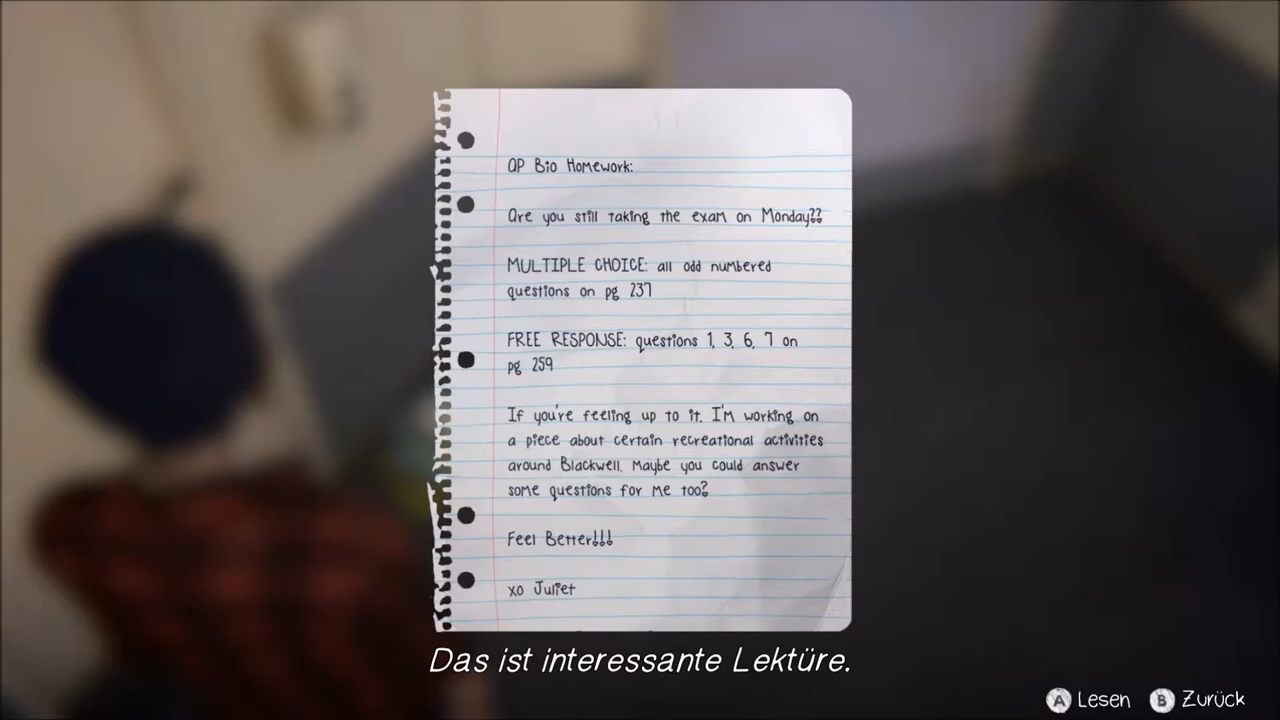 AP Bio Homework:
Are you still taking the exam on Monday??
MULTIPLE CHOICE: all odd numbered
questions on pg 237
FREE RESPONSE: questions 1, 3, 6, 7 on
pg 259
If you're feeling up to it. I'm working on
a piece about certain recreational activities
around Blackwell. Maybe you could answer
some questions for me too?
Feel Better!!!
xo Juliet
Das ist interessante Lektüre.
A Lesen B Zurück